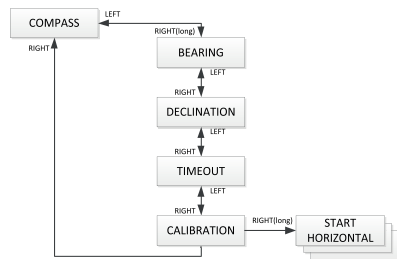 COMPASS
LEFT
RIGHT(long)
RIGHT
BEARING
LEFT
RIGHT
DECLINATION
LEFT
RIGHT
TIMEOUT
LEFT
RIGHT
CALIBRATION
RIGHT(long)
START
HORIZONTAL